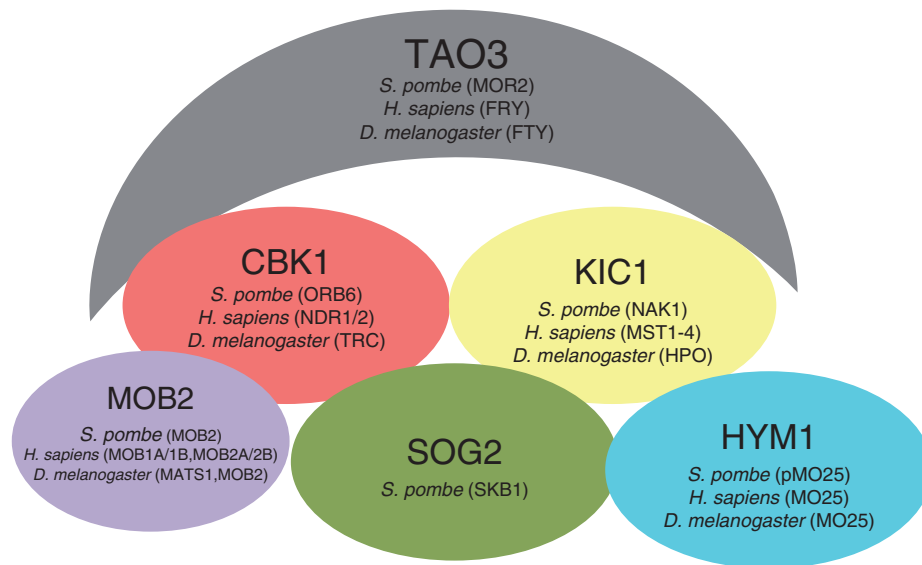 TAO3
S. pombe (MOR2)
H. sapiens (FRY)
D. melanogaster (FTY)
CBK1
S. pombe (ORB6)
H. sapiens (NDR1/2)
D. melanogaster (TRC)
KIC1
S. pombe (NAK1)
H. sapiens (MST1-4)
D. melanogaster (HPO)
MOB2
S. pombe (MOB2)
H. sapiens (MOB1A/1B,MOB2A/2B)
D. melanogaster (MATS1,MOB2)
SOG2
S. pombe (SKB1)
HYM1
S. pombe (pMO25)
H. sapiens (MO25)
D. melanogaster (MO25)